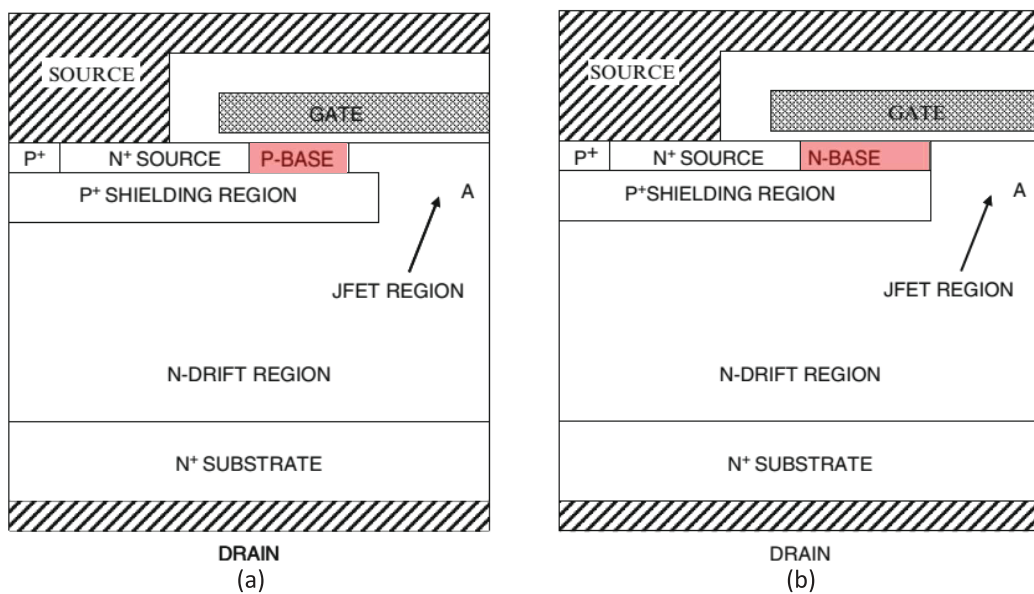 SOURCE
GATE
P⁺ N⁺ SOURCE P-BASE
P⁺ SHIELDING REGION
A
JFET REGION
N-DRIFT REGION
N⁺ SUBSTRATE
DRAIN
(a)
SOURCE
GATE
P⁺ N⁺ SOURCE N-BASE
P⁺SHIELDING REGION
A
JFET REGION
N-DRIFT REGION
N⁺ SUBSTRATE
DRAIN
(b)